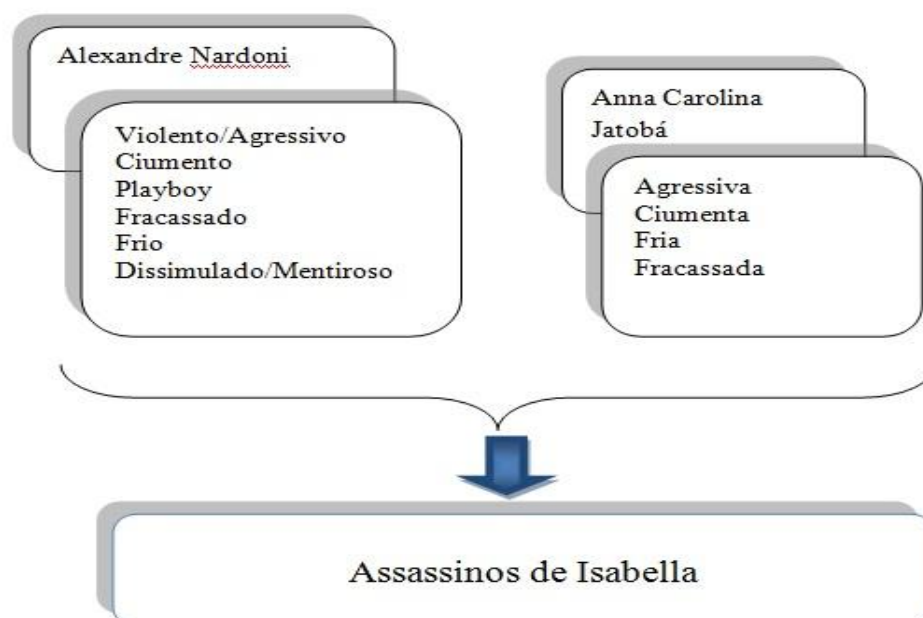 Alexandre Nardoni
Violento/Agressivo
Ciumento
Playboy
Fracassado
Frio
Dissimulado/Mentiroso
Anna Carolina
Jatobá
Agressiva
Ciumenta
Fria
Fracassada
Assassinos de Isabella